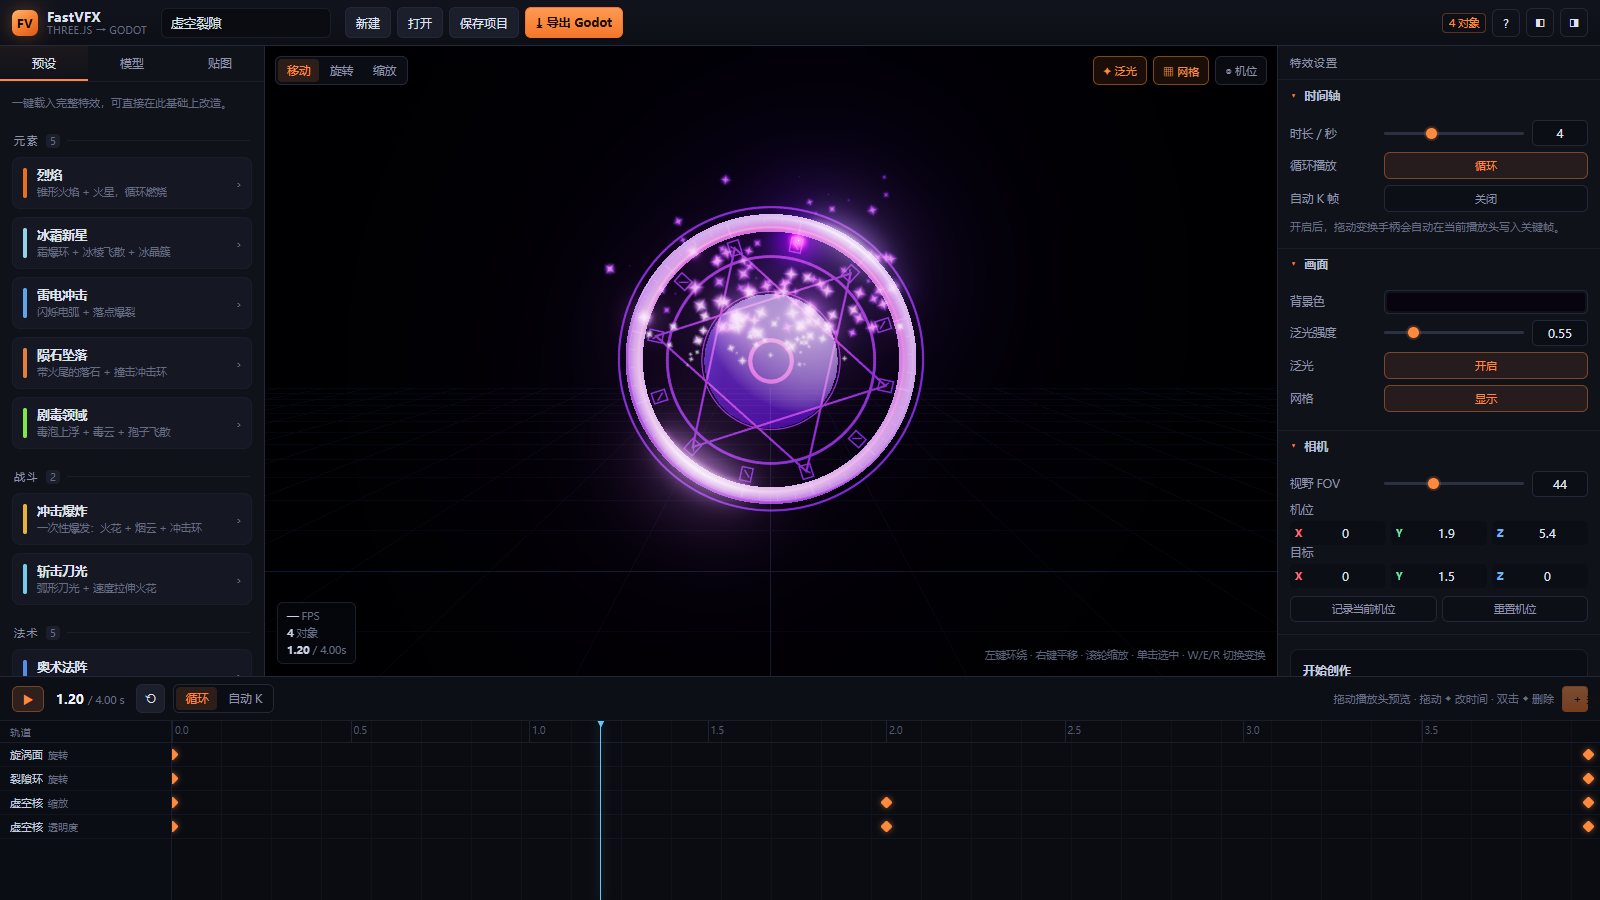 FV
FastVFX
THREE.JS → GODOT
虚空裂隙
新建
打开
保存项目
⤓ 导出 Godot
4 对象
?
预设
模型
贴图
一键载入完整特效，可直接在此基础上改造。
元素 5
烈焰
锥形火焰 + 火星，循环燃烧
冰霜新星
霜爆环 + 冰棱飞散 + 冰晶簇
雷电冲击
闪烁电弧 + 落点爆裂
陨石坠落
带火尾的落石 + 撞击冲击环
剧毒领域
毒泡上浮 + 毒云 + 孢子飞散
战斗 2
冲击爆炸
一次性爆发：火花 + 烟云 + 冲击环
斩击刀光
弧形刀光 + 速度拉伸火花
法术 5
奥术法阵
移动
旋转
缩放
✦ 泛光
▦ 网格
⌖ 机位
— FPS
4 对象
1.20 / 4.00s
左键环绕 · 右键平移 · 滚轮缩放 · 单击选中 · W/E/R 切换变换
特效设置
时间轴
时长 / 秒
4
循环播放
循环
自动 K 帧
关闭
开启后，拖动变换手柄会自动在当前播放头写入关键帧。
画面
背景色
泛光强度
0.55
泛光
开启
网格
显示
相机
视野 FOV
44
机位
X 0 Y 1.9 Z 5.4
目标
X 0 Y 1.5 Z 0
记录当前机位
重置机位
开始创作
▶
1.20 / 4.00 s
⟲
循环
自动 K
拖动播放头预览 · 拖动 ◆ 改时间 · 双击 ◆ 删除
+
轨道
0.0 0.5 1.0 1.5 2.0 2.5 3.0 3.5
旋涡面 旋转
裂隙环 旋转
虚空核 缩放
虚空核 透明度